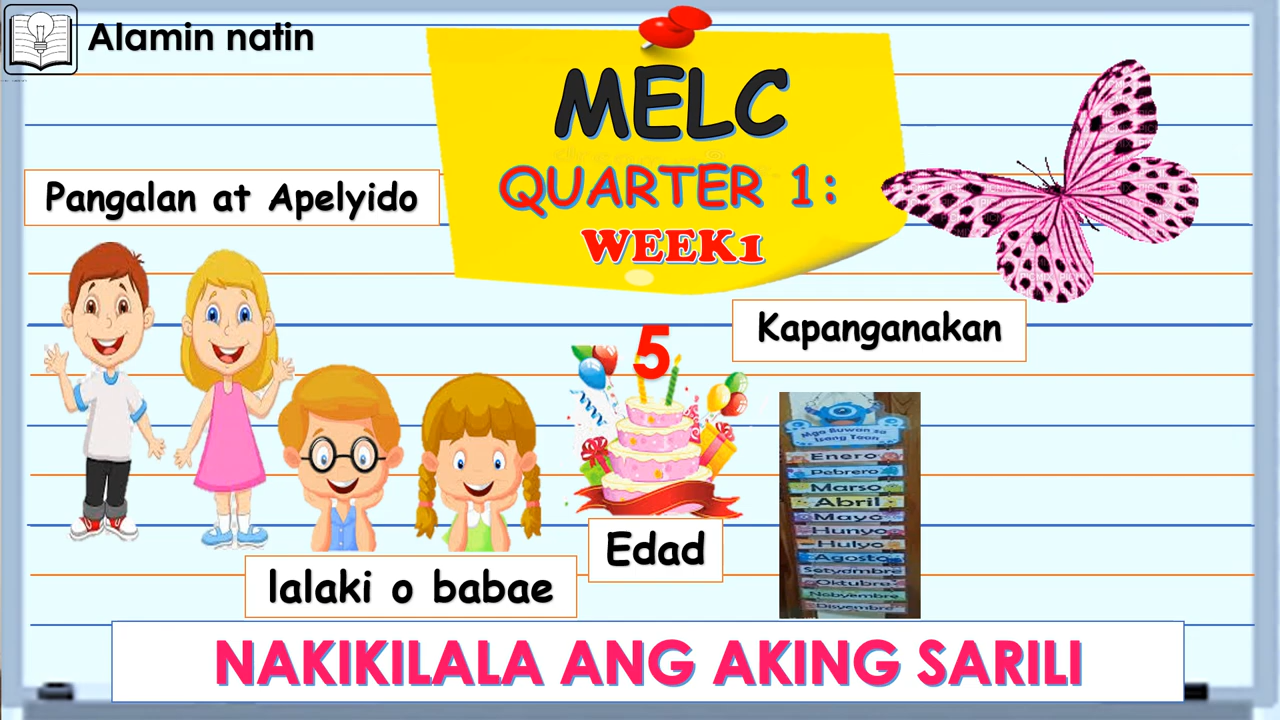 Alamin natin
MELC
QUARTER 1:
WEEK1
Pangalan at Apelyido
Kapanganakan
5
Mga Buwan sa
Isang Taon
Enero
Pebrero
Marso
Abril
Mayo
Hunyo
Hulyo
Agosto
Setyembre
Oktubre
Nobyembre
Disyembre
Edad
lalaki o babae
NAKIKILALA ANG AKING SARILI